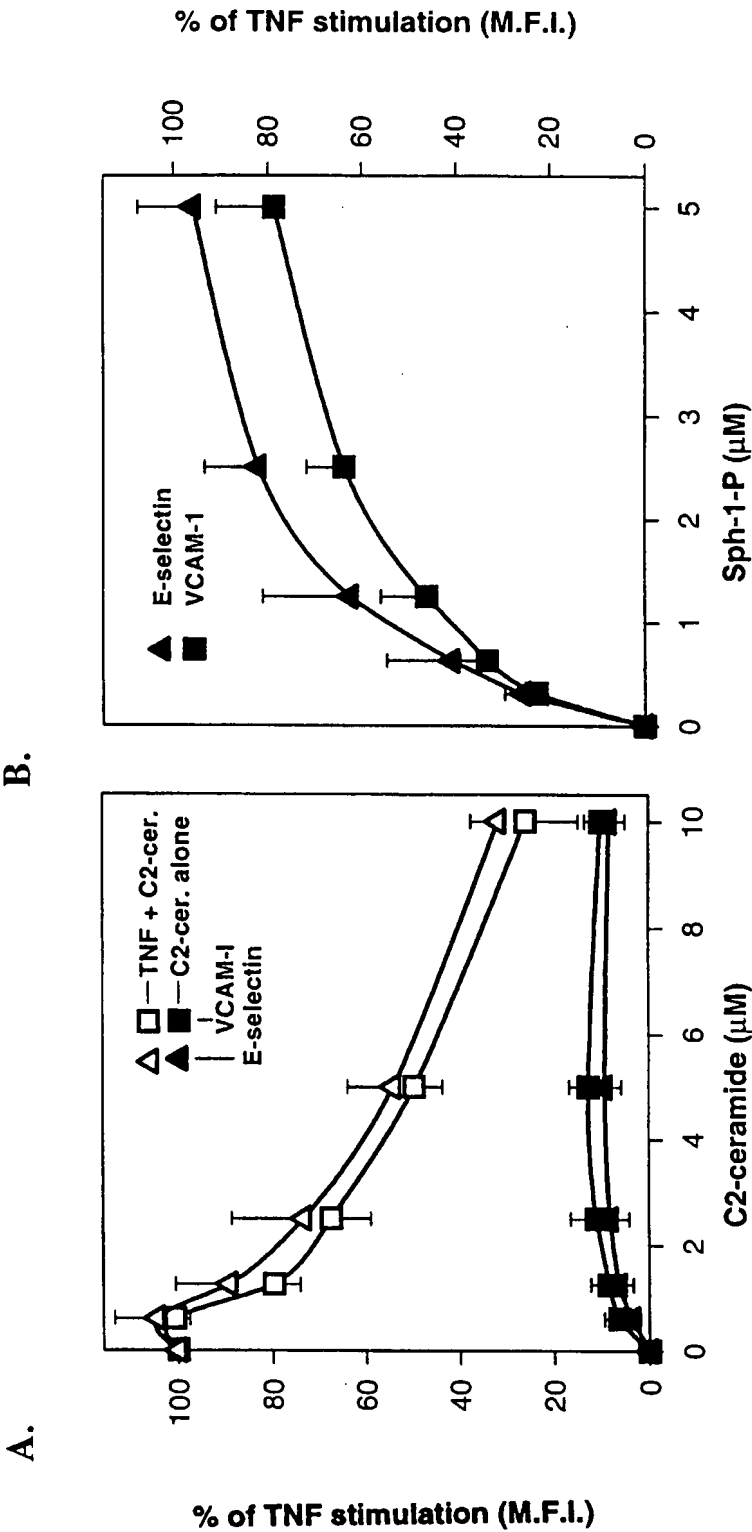 A.
% of TNF stimulation (M.F.I.)
100
80
60
40
20
0
TNF + C2-cer.
C2-cer. alone
VCAM-I
E-selectin
0
2
4
6
8
10
C2-ceramide (μM)
B.
E-selectin
VCAM-1
0
1
2
3
4
5
Sph-1-P (μM)
100
80
60
40
20
0
% of TNF stimulation (M.F.I.)